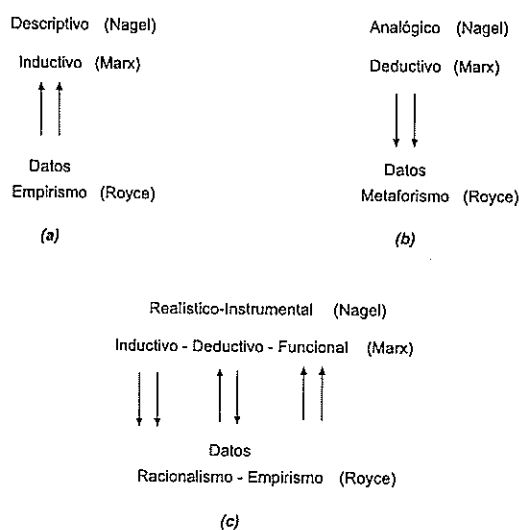 Descriptivo (Nagel)
Inductivo (Marx)
Datos
Empirismo (Royce)
(a)
Analógico (Nagel)
Deductivo (Marx)
Datos
Metaforismo (Royce)
(b)
Realístico-Instrumental (Nagel)
Inductivo - Deductivo - Funcional (Marx)
Datos
Racionalismo - Empirismo (Royce)
(c)